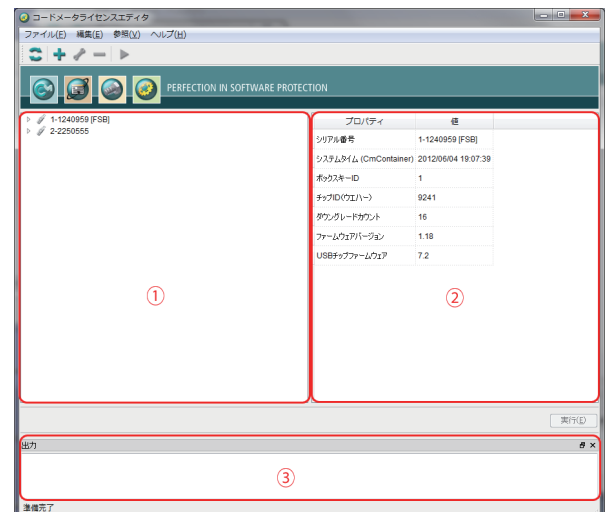 コードメータライセンスエディタ
ファイル(F) 編集(E) 参照(V) ヘルプ(H)
PERFECTION IN SOFTWARE PROTECTION
1-1240959 [FSB]
2-2250555
①
プロパティ 値
シリアル番号 1-1240959 [FSB]
システムタイム (CmContainer) 2012/06/04 19:07:39
ボックスキーID 1
チップID(ウエハー) 9241
ダウングレードカウント 16
ファームウェアバージョン 1.18
USBチップファームウェア 7.2
②
実行(E)
出力
③
準備完了